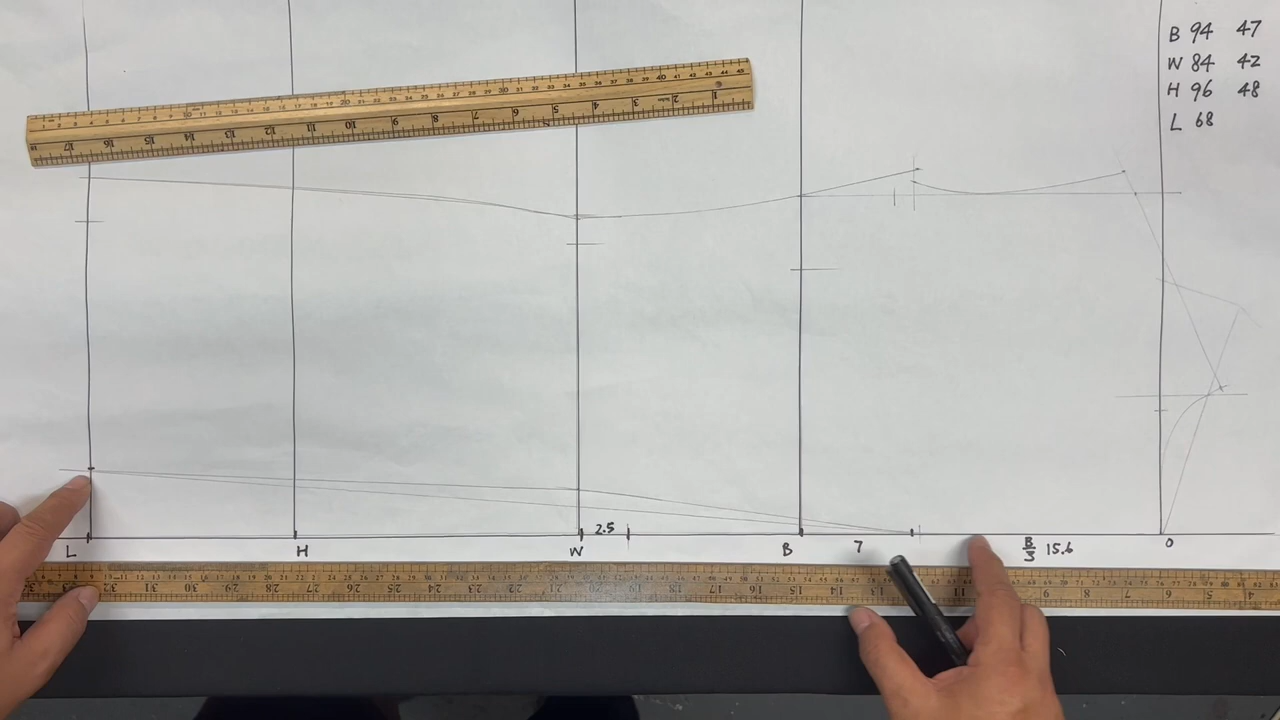 B 94 47
W 84 42
H 96 48
L 68
2.5
L H W B 7 B/3 15.6 0